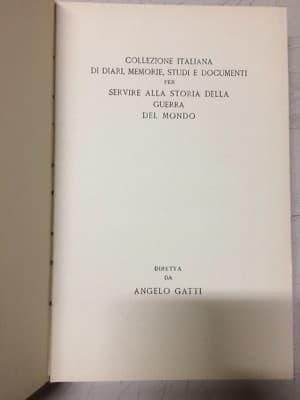 COLLEZIONE ITALIANA
DI DIARI, MEMORIE, STUDI E DOCUMENTI
PER
SERVIRE ALLA STORIA DELLA
GUERRA
DEL MONDO
DIRETTA
DA
ANGELO GATTI